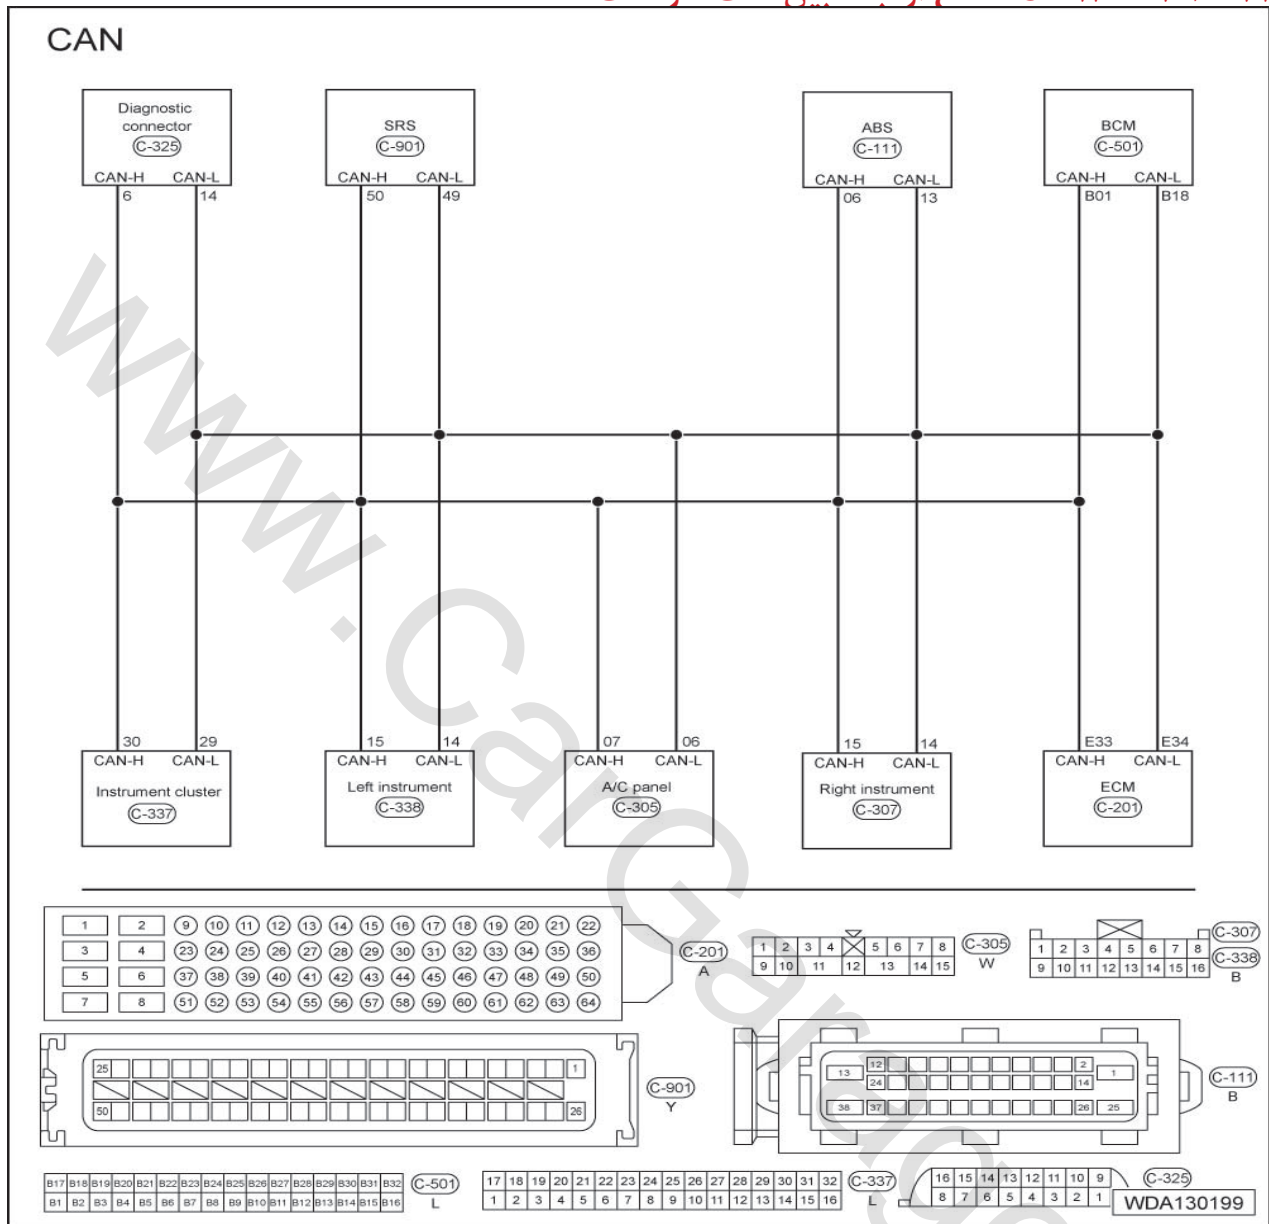 CAN
Diagnostic
connector
C-325
CAN-H CAN-L
6 14
SRS
C-901
CAN-H CAN-L
50 49
ABS
C-111
CAN-H CAN-L
06 13
BCM
C-501
CAN-H CAN-L
B01 B18
30 29
CAN-H CAN-L
Instrument cluster
C-337
15 14
CAN-H CAN-L
Left instrument
C-338
07 06
CAN-H CAN-L
A/C panel
C-305
15 14
CAN-H CAN-L
Right instrument
C-307
E33 E34
CAN-H CAN-L
ECM
C-201
1 2 9 10 11 12 13 14 15 16 17 18 19 20 21 22
3 4 23 24 25 26 27 28 29 30 31 32 33 34 35 36
5 6 37 38 39 40 41 42 43 44 45 46 47 48 49 50
7 8 51 52 53 54 55 56 57 58 59 60 61 62 63 64
C-201
A
1 2 3 4 5 6 7 8
9 10 11 12 13 14 15
C-305
W
1 2 3 4 5 6 7 8
9 10 11 12 13 14 15 16
C-307
C-338
B
25 1
50 26
C-901
Y
13 12 2 1
24 14
38 37 26 25
C-111
B
B17 B18 B19 B20 B21 B22 B23 B24 B25 B26 B27 B28 B29 B30 B31 B32
B1 B2 B3 B4 B5 B6 B7 B8 B9 B10 B11 B12 B13 B14 B15 B16
C-501
L
17 18 19 20 21 22 23 24 25 26 27 28 29 30 31 32
1 2 3 4 5 6 7 8 9 10 11 12 13 14 15 16
C-337
L
16 15 14 13 12 11 10 9
8 7 6 5 4 3 2 1
C-325
WDA130199
www.CarGarag